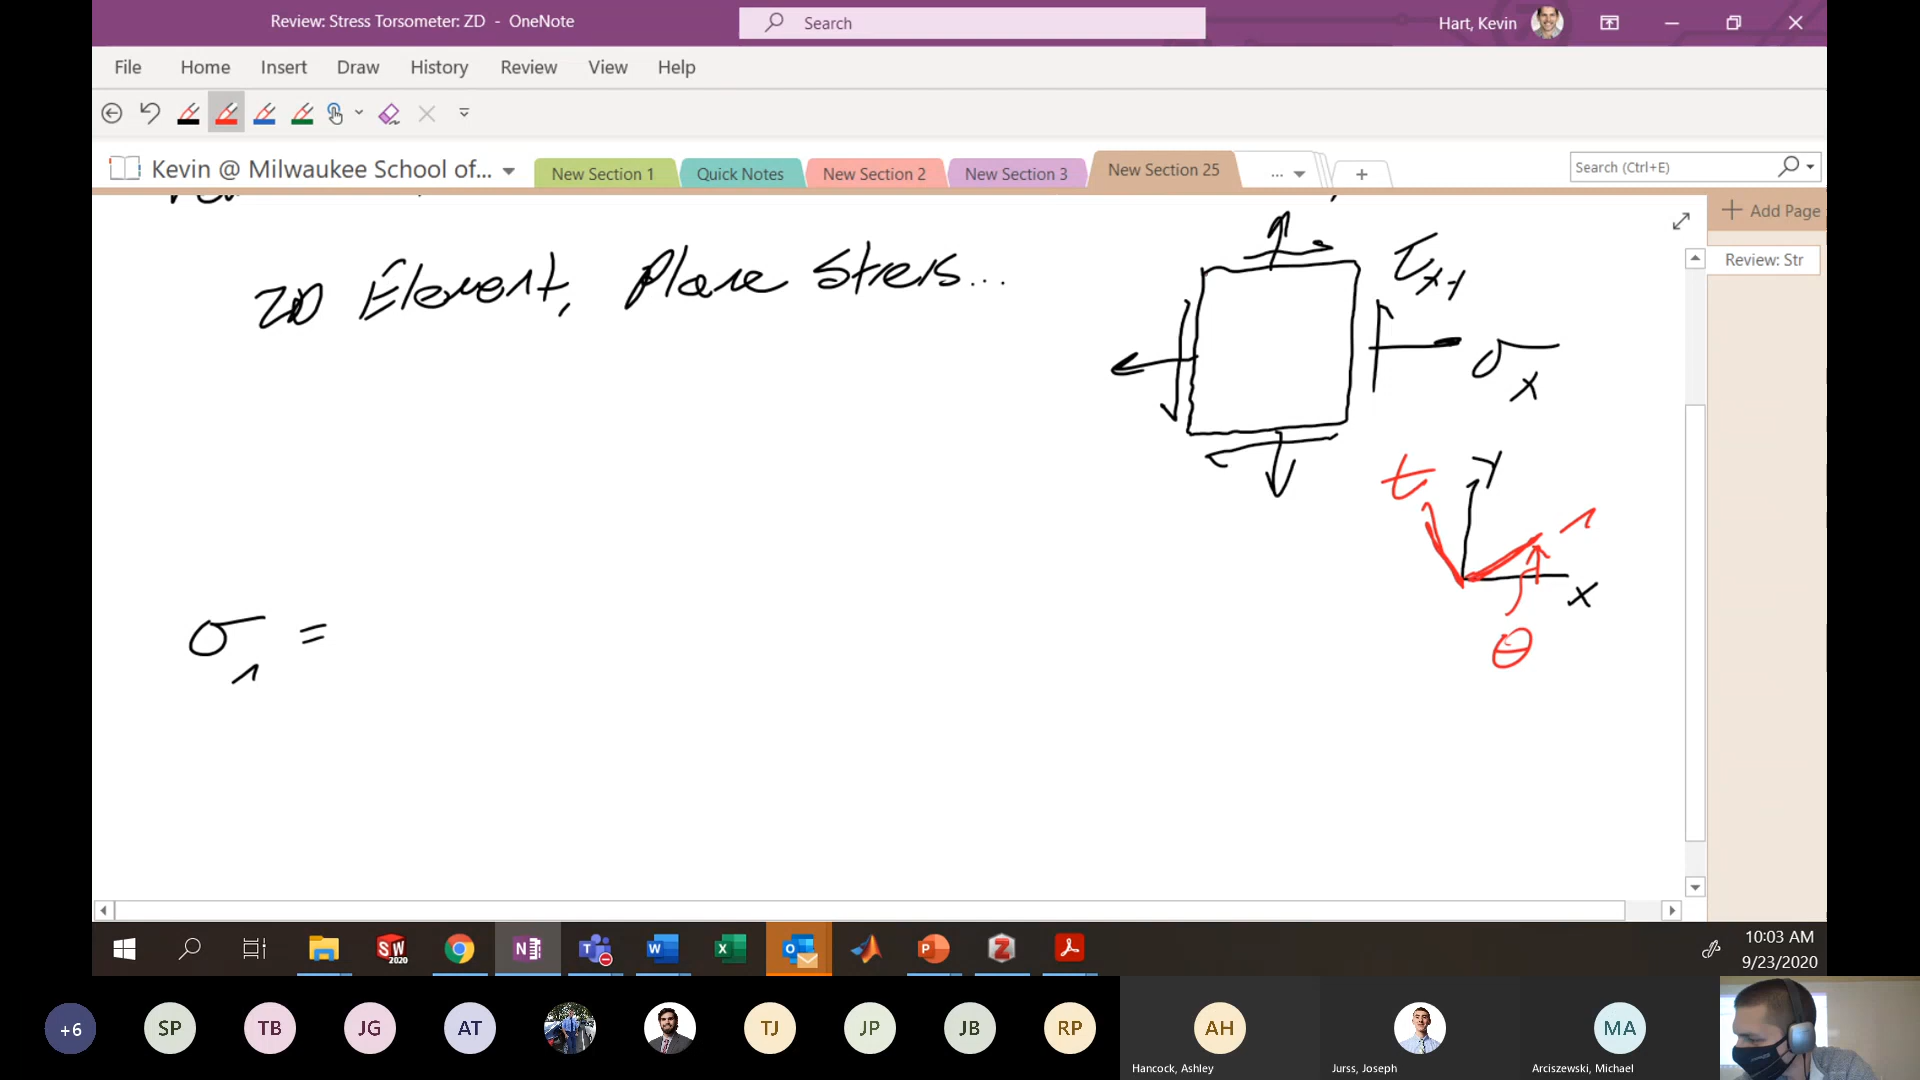 Review: Stress Torsometer: ZD - OneNote
Search
Hart, Kevin
File Home Insert Draw History Review View Help
Kevin @ Milwaukee School of...
New Section 1
Quick Notes
New Section 2
New Section 3
New Section 25
...
Search (Ctrl+E)
Add Page
Review: Str
2D Element, Plane Stress...
τxy
σx
t
y
n
x
θ
σn =
SW
2020
10:03 AM
9/23/2020
+6
SP
TB
JG
AT
TJ
JP
JB
RP
AH
MA
Hancock, Ashley
Jurss, Joseph
Arciszewski, Michael